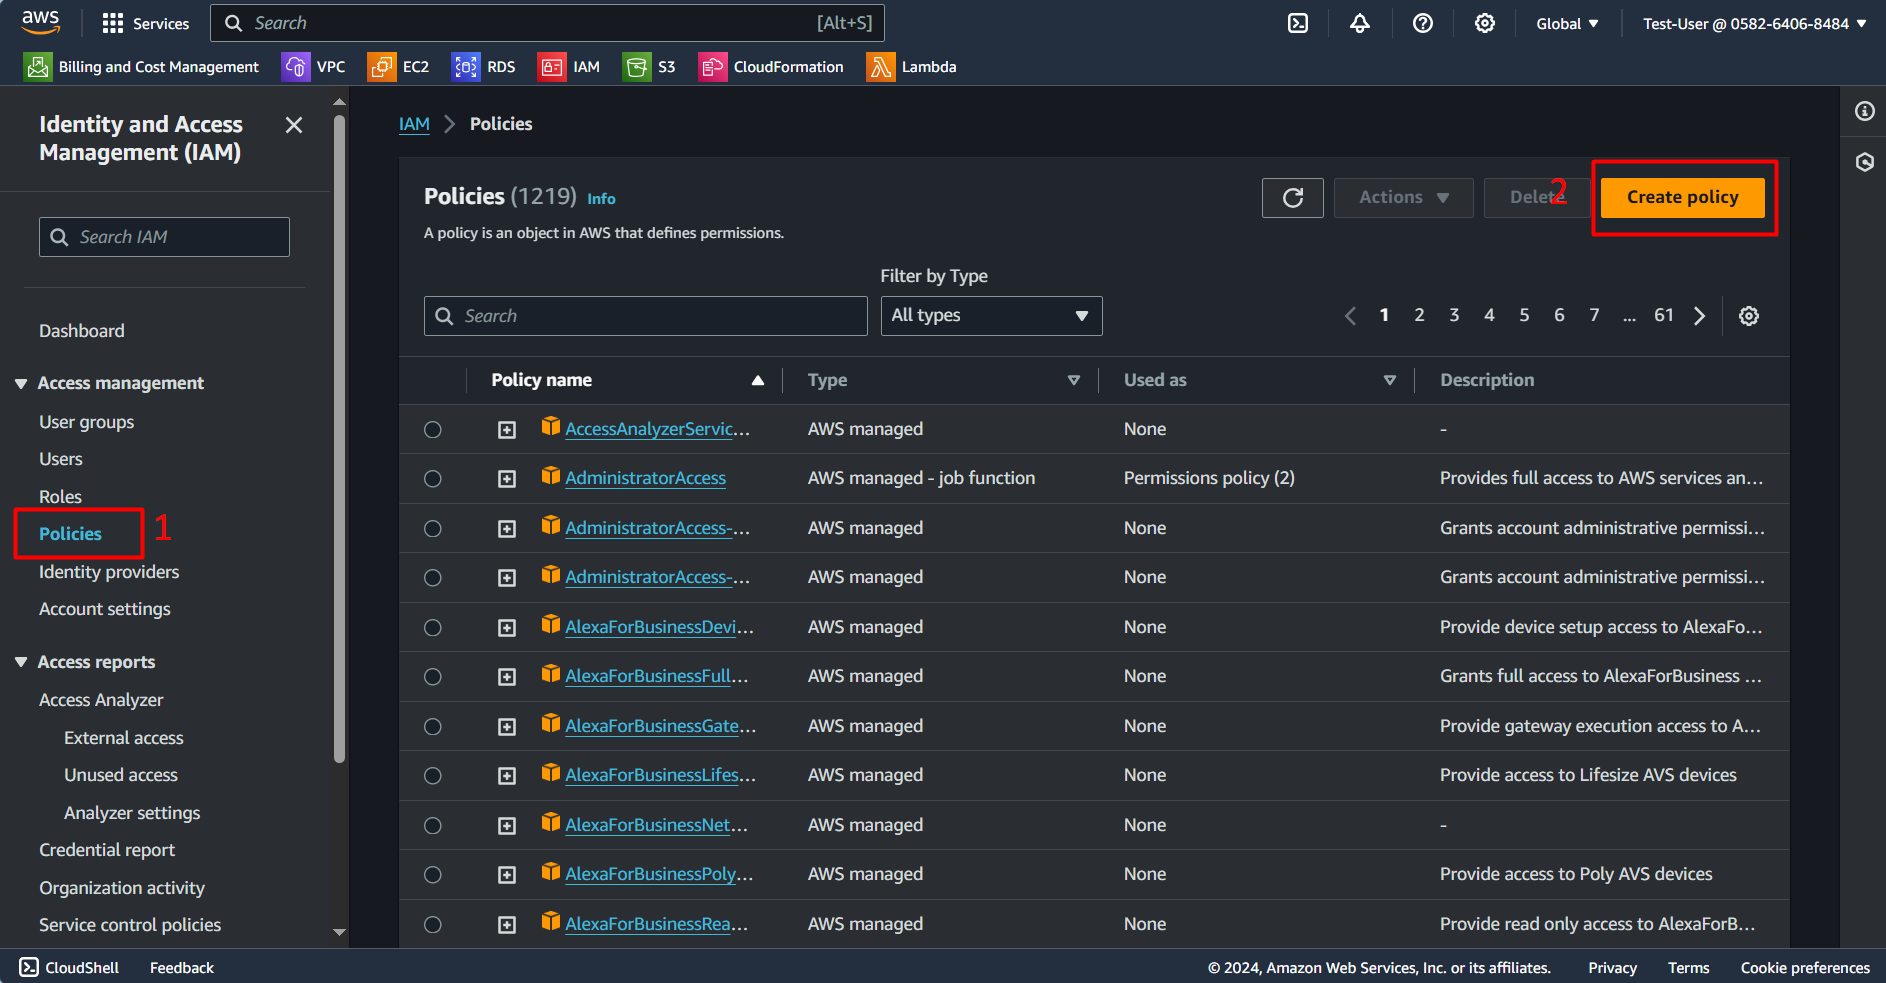 aws
Services
Search
[Alt+S]
Global
Test-User @ 0582-6406-8484
Billing and Cost Management
VPC
EC2
RDS
IAM
S3
CloudFormation
Lambda
Identity and Access
Management (IAM)
Search IAM
Dashboard
Access management
User groups
Users
Roles
Policies
1
Identity providers
Account settings
Access reports
Access Analyzer
External access
Unused access
Analyzer settings
Credential report
Organization activity
Service control policies
IAM
Policies
Policies (1219) Info
A policy is an object in AWS that defines permissions.
Actions
Delete
2
Create policy
Filter by Type
Search
All types
1 2 3 4 5 6 7 ... 61
Policy name Type Used as Description
AccessAnalyzerServic... AWS managed None -
AdministratorAccess AWS managed - job function Permissions policy (2) Provides full access to AWS services an...
AdministratorAccess-... AWS managed None Grants account administrative permissi...
AdministratorAccess-... AWS managed None Grants account administrative permissi...
AlexaForBusinessDevi... AWS managed None Provide device setup access to AlexaFo...
AlexaForBusinessFull... AWS managed None Grants full access to AlexaForBusiness ...
AlexaForBusinessGate... AWS managed None Provide gateway execution access to A...
AlexaForBusinessLifes... AWS managed None Provide access to Lifesize AVS devices
AlexaForBusinessNet... AWS managed None -
AlexaForBusinessPoly... AWS managed None Provide access to Poly AVS devices
AlexaForBusinessRea... AWS managed None Provide read only access to AlexaForB...
CloudShell
Feedback
© 2024, Amazon Web Services, Inc. or its affiliates.
Privacy
Terms
Cookie preferences